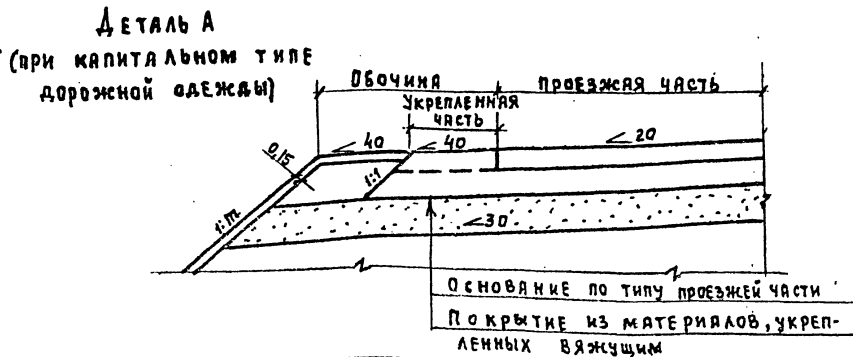 ДЕТАЛЬ А
(ПРИ КАПИТАЛЬНОМ ТИПЕ
ДОРОЖНОЙ ОДЕЖДЫ)
ОБОЧИНА
ПРОЕЗЖАЯ ЧАСТЬ
УКРЕПЛЕННАЯ
ЧАСТЬ
40
40
20
0,15
1:1
1:m
30
ОСНОВАНИЕ ПО ТИПУ ПРОЕЗЖЕЙ ЧАСТИ
ПОКРЫТИЕ ИЗ МАТЕРИАЛОВ, УКРЕП-
ЛЕННЫХ ВЯЖУЩИМ